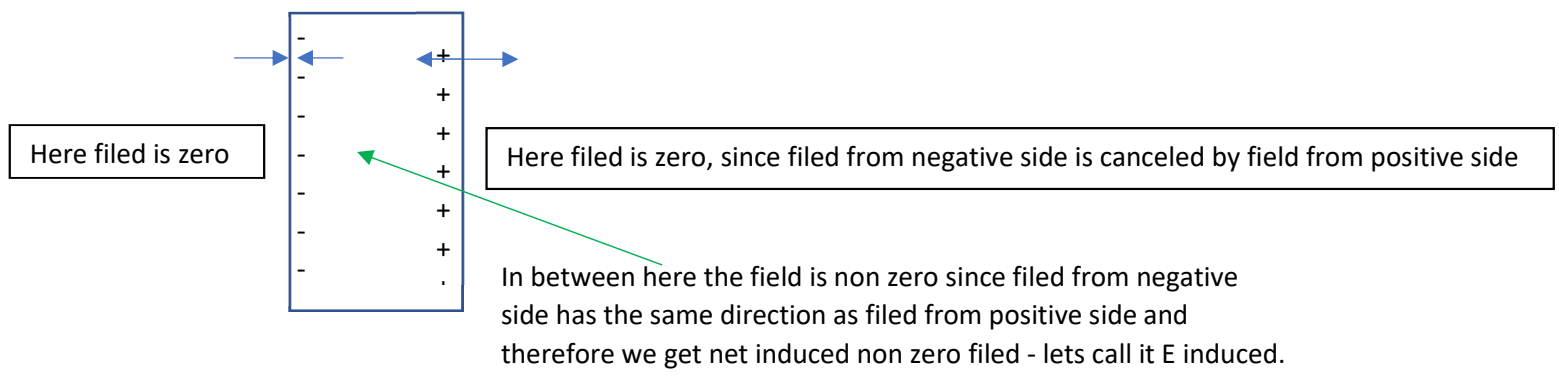 -
+
-
+
-
+
Here filed is zero
-
+
Here filed is zero, since filed from negative side is canceled by field from positive side
-
+
-
+
-
In between here the field is non zero since filed from negative
side has the same direction as filed from positive side and
therefore we get net induced non zero filed - lets call it E induced.